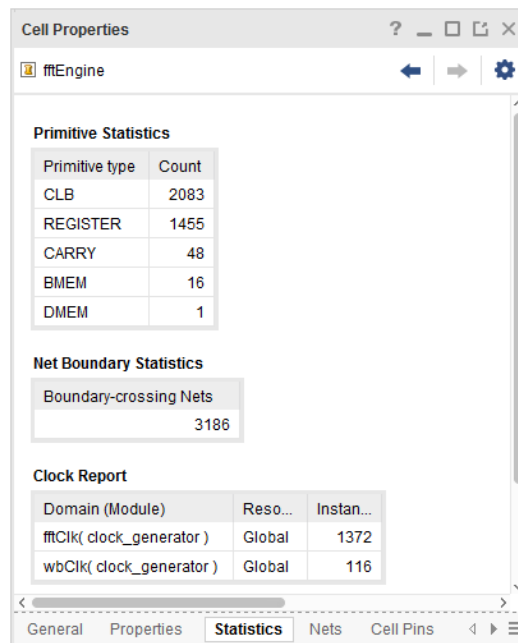 Cell Properties
fftEngine
Primitive Statistics
Primitive type Count
CLB 2083
REGISTER 1455
CARRY 48
BMEM 16
DMEM 1
Net Boundary Statistics
Boundary-crossing Nets
3186
Clock Report
Domain (Module) Reso... Instan...
fftClk( clock_generator ) Global 1372
wbClk( clock_generator ) Global 116
General Properties Statistics Nets Cell Pins